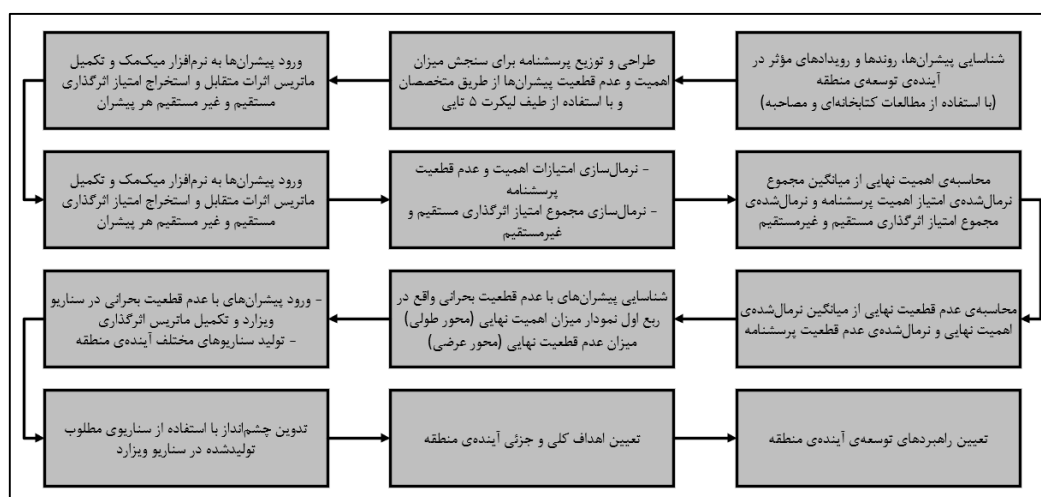 شناسایی پیشران‌ها، روندها و رویدادهای مؤثر در
آینده‌ی توسعه‌ی منطقه
(با استفاده از مطالعات کتابخانه‌ای و مصاحبه)
طراحی و توزیع پرسشنامه برای سنجش میزان
اهمیت و عدم قطعیت پیشران‌ها از طریق متخصصان
و با استفاده از طیف لیکرت ۵ تایی
ورود پیشران‌ها به نرم‌افزار میک‌مک و تکمیل
ماتریس اثرات متقابل و استخراج امتیاز اثرگذاری
مستقیم و غیر مستقیم هر پیشران
ورود پیشران‌ها به نرم‌افزار میک‌مک و تکمیل
ماتریس اثرات متقابل و استخراج امتیاز اثرگذاری
مستقیم و غیر مستقیم هر پیشران
- نرمال‌سازی امتیازات اهمیت و عدم قطعیت
پرسشنامه
- نرمال‌سازی مجموع امتیاز اثرگذاری مستقیم و
غیرمستقیم
محاسبه‌ی اهمیت نهایی از میانگین مجموع
نرمال‌شده‌ی امتیاز اهمیت پرسشنامه و نرمال‌شده‌ی
مجموع امتیاز اثرگذاری مستقیم و غیرمستقیم
محاسبه‌ی عدم قطعیت نهایی از میانگین نرمال‌شده‌ی
اهمیت نهایی و نرمال‌شده‌ی عدم قطعیت پرسشنامه
شناسایی پیشران‌های با عدم قطعیت بحرانی واقع در
ربع اول نمودار میزان اهمیت نهایی (محور طولی)
میزان عدم قطعیت نهایی (محور عرضی)
- ورود پیشران‌های با عدم قطعیت بحرانی در سناریو
ویزارد و تکمیل ماتریس اثرگذاری
- تولید سناریوهای مختلف آینده‌ی منطقه
تدوین چشم‌انداز با استفاده از سناریوی مطلوب
تولیدشده در سناریو ویزارد
تعیین اهداف کلی و جزئی آینده‌ی منطقه
تعیین راهبردهای توسعه‌ی آینده‌ی منطقه